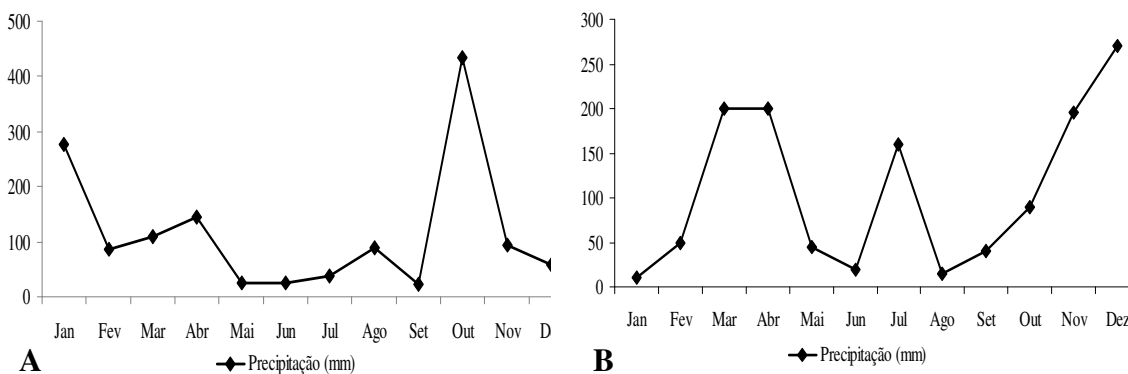 500
400
300
200
100
0
Jan Fev Mar Abr Mai Jun Jul Ago Set Out Nov D
A
Precipitação (mm)
300
250
200
150
100
50
0
Jan Fev Mar Abr Mai Jun Jul Ago Set Out Nov Dez
B
Precipitação (mm)